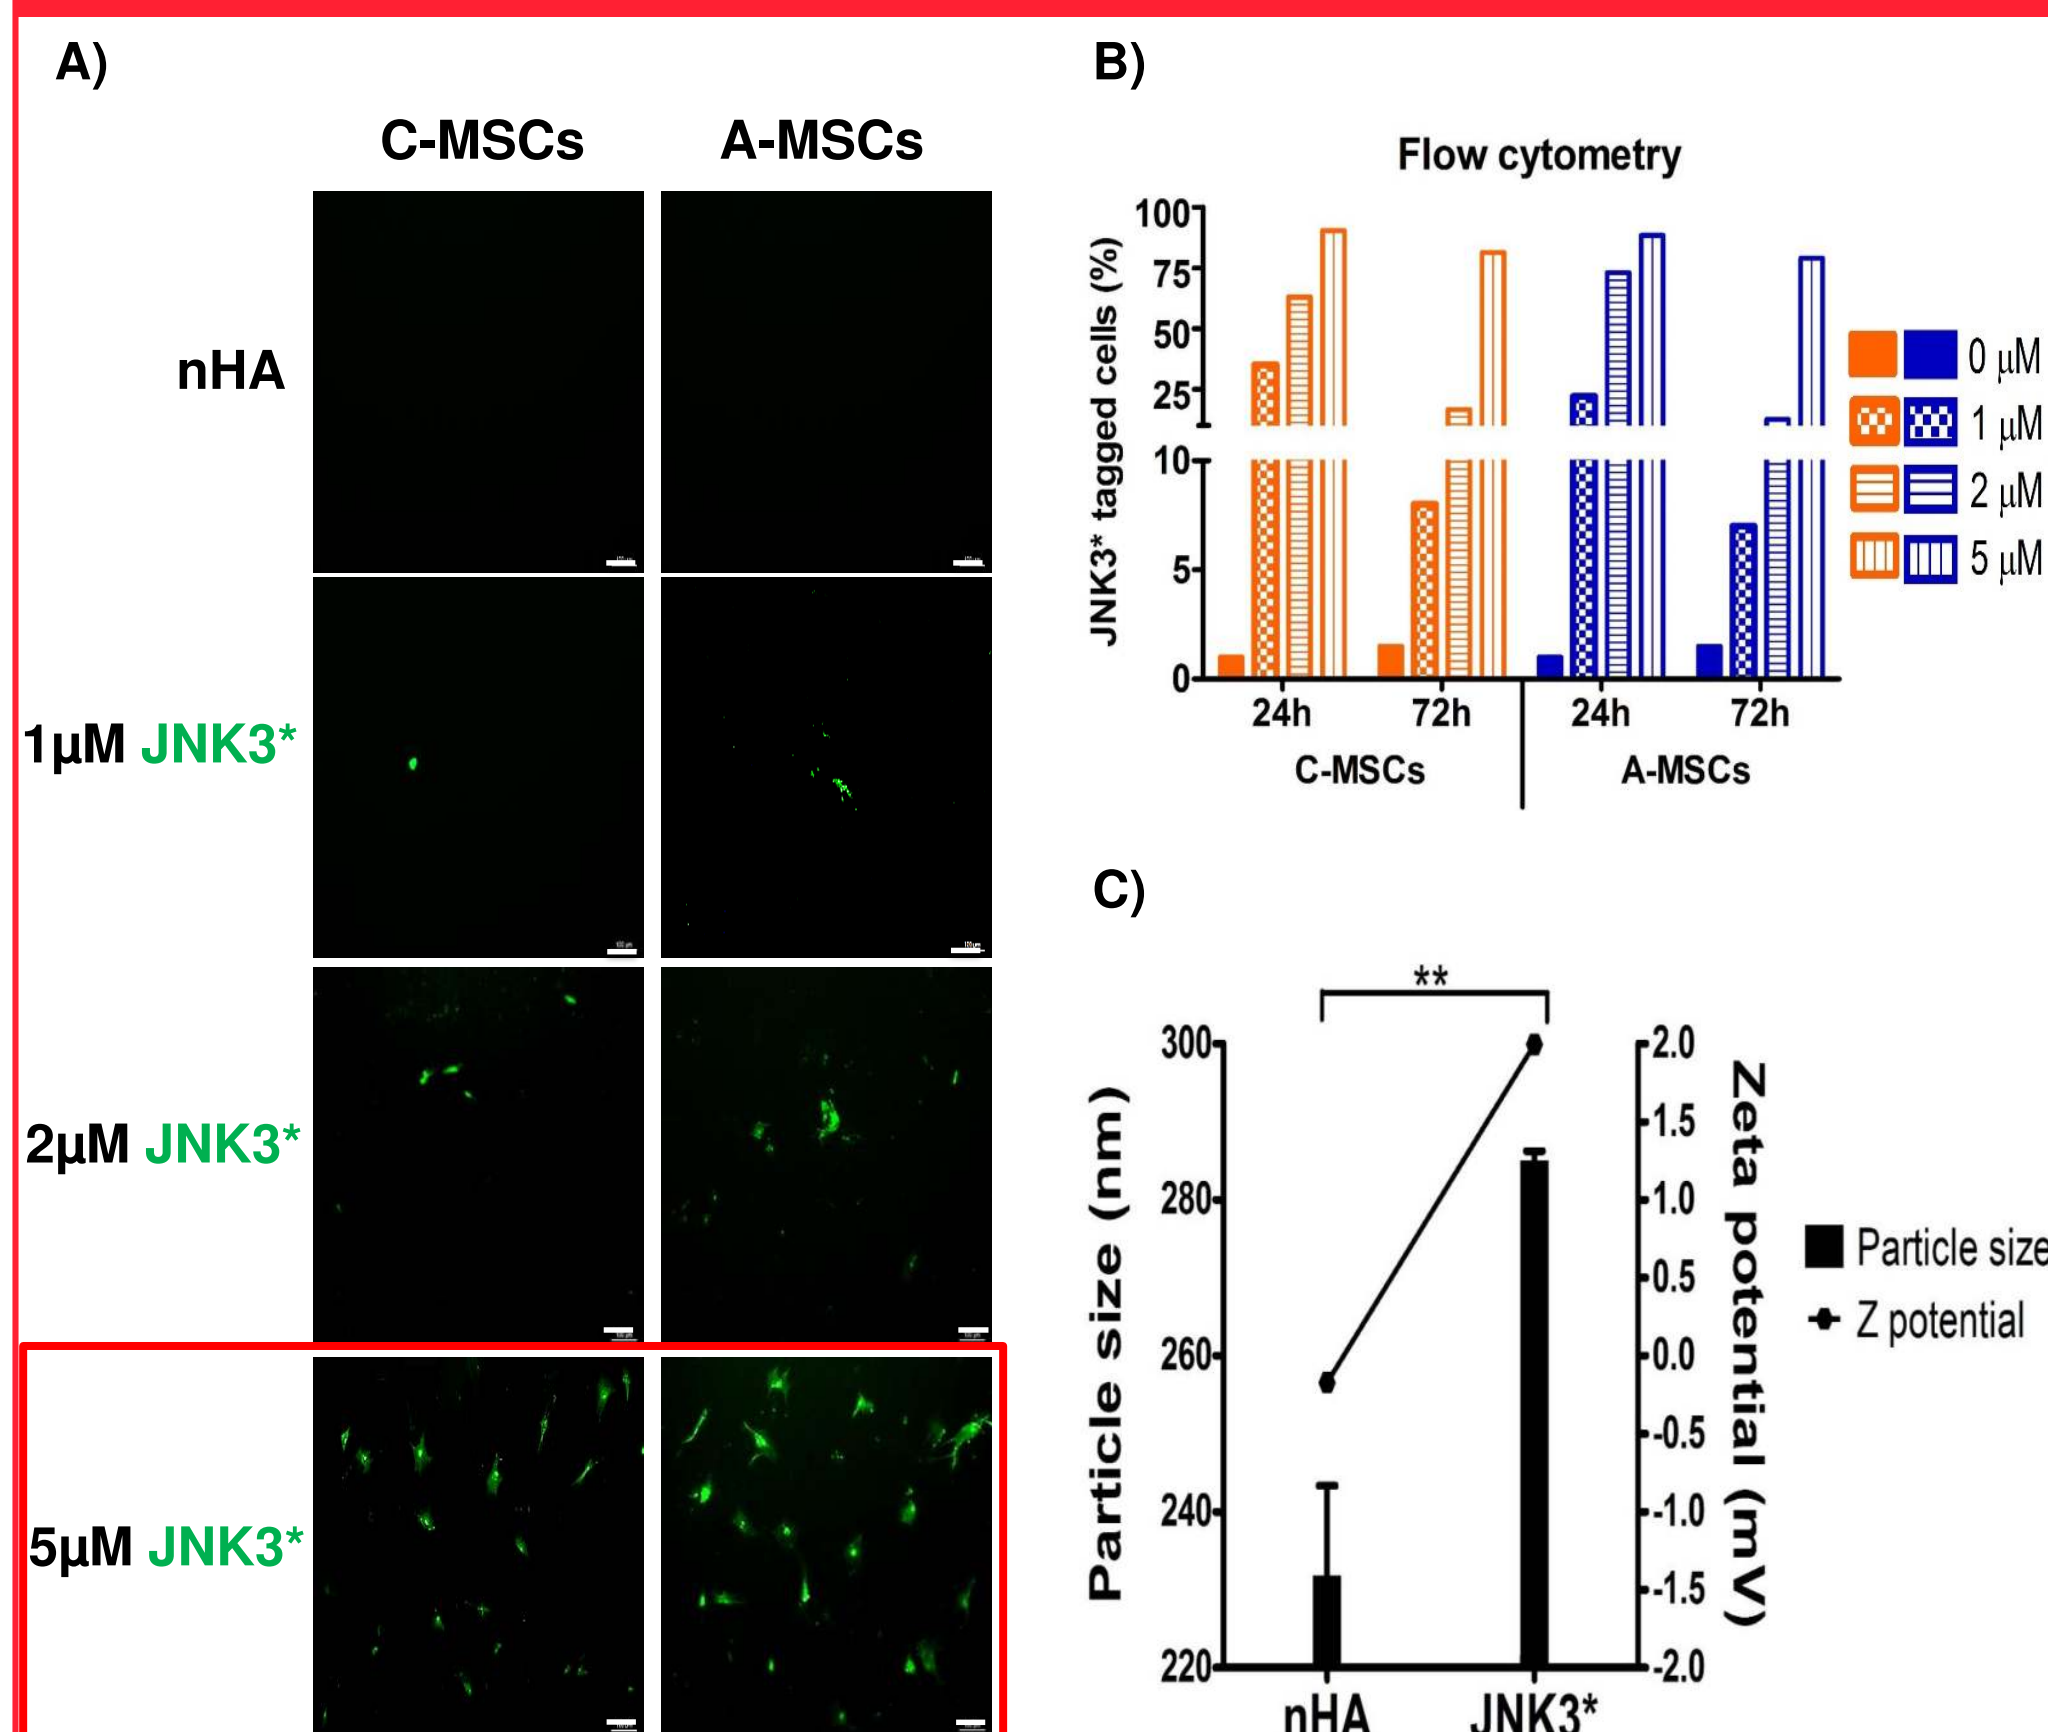 A)
C-MSCs A-MSCs
nHA
1µM JNK3*
100 µm
2µM JNK3*
5µM JNK3*
B)
Flow cytometry
JNK3* tagged cells (%)
100
75
50
25
10
5
0
24h 72h 24h 72h
C-MSCs A-MSCs
0 µM
1 µM
2 µM
5 µM
C)
**
Particle size (nm)
300
280
260
240
220
2.0
1.5
1.0
0.5
0.0
-0.5
-1.0
-1.5
-2.0
Zeta potential (mV)
nHA JNK3*
Particle size
Z potential